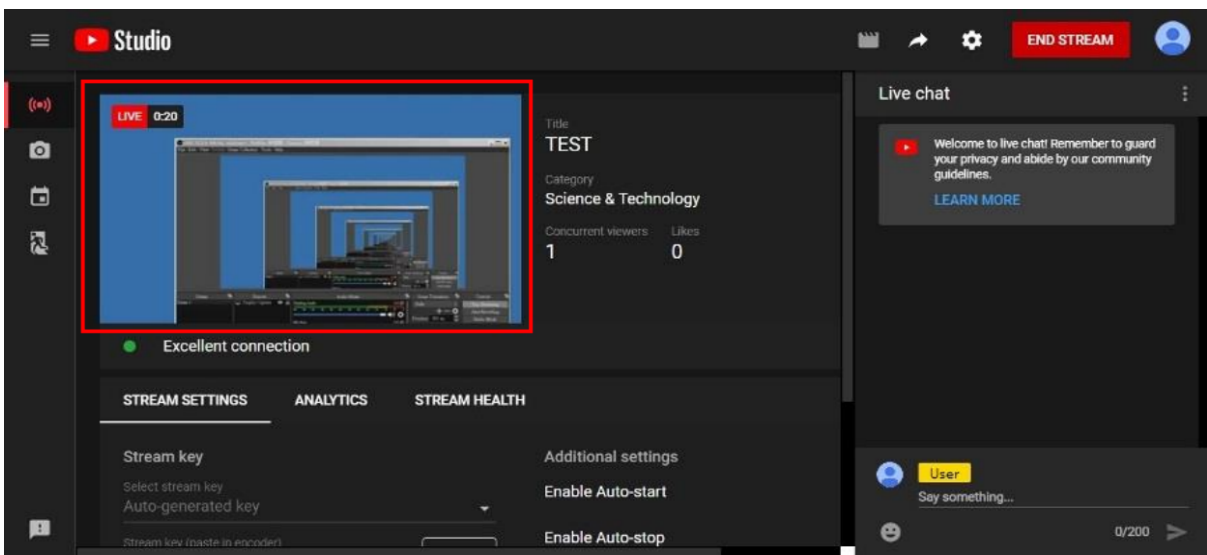 Studio
END STREAM
LIVE 0:20
Title
TEST
Category
Science & Technology
Concurrent viewers Likes
1 0
Excellent connection
STREAM SETTINGS ANALYTICS STREAM HEALTH
Stream key
Select stream key
Auto-generated key
Stream key (paste in encoder)
Additional settings
Enable Auto-start
Enable Auto-stop
Live chat
Welcome to live chat! Remember to guard
your privacy and abide by our community
guidelines.
LEARN MORE
User
Say something...
0/200